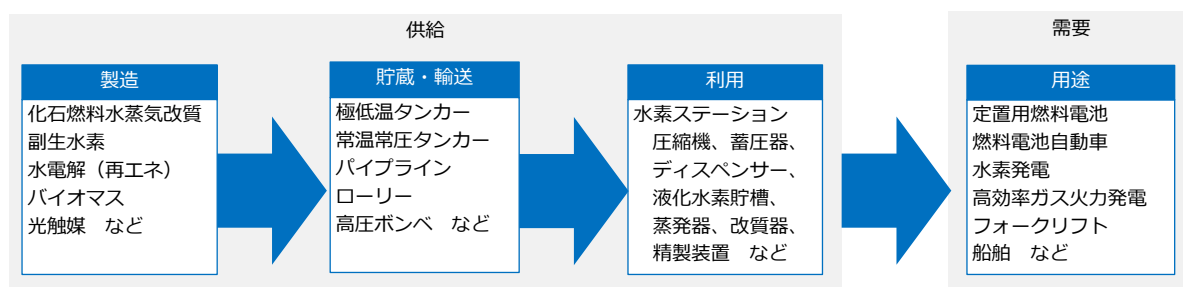 供給
製造
化石燃料水蒸気改質
副生水素
水電解（再エネ）
バイオマス
光触媒　など
貯蔵・輸送
極低温タンカー
常温常圧タンカー
パイプライン
ローリー
高圧ボンベ　など
利用
水素ステーション
圧縮機、蓄圧器、
ディスペンサー、
液化水素貯槽、
蒸発器、改質器、
精製装置　など
需要
用途
定置用燃料電池
燃料電池自動車
水素発電
高効率ガス火力発電
フォークリフト
船舶　など